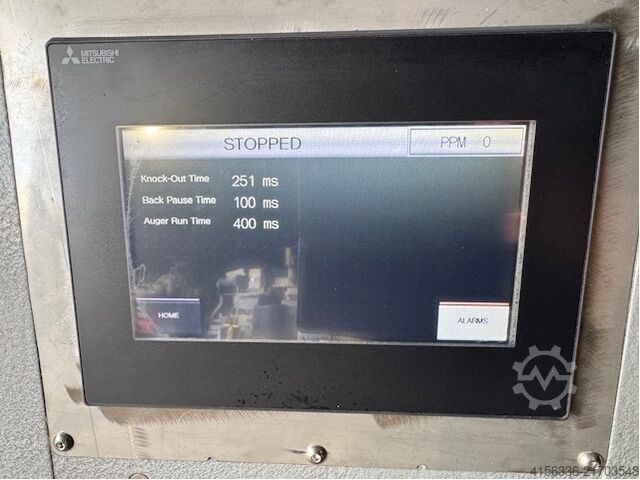 MITSUBISHI
ELECTRIC
STOPPED
PPM 0
Knock-Out Time 251 ms
Back Pause Time 100 ms
Auger Run Time 400 ms
HOME
ALARMS
4156336-21703548